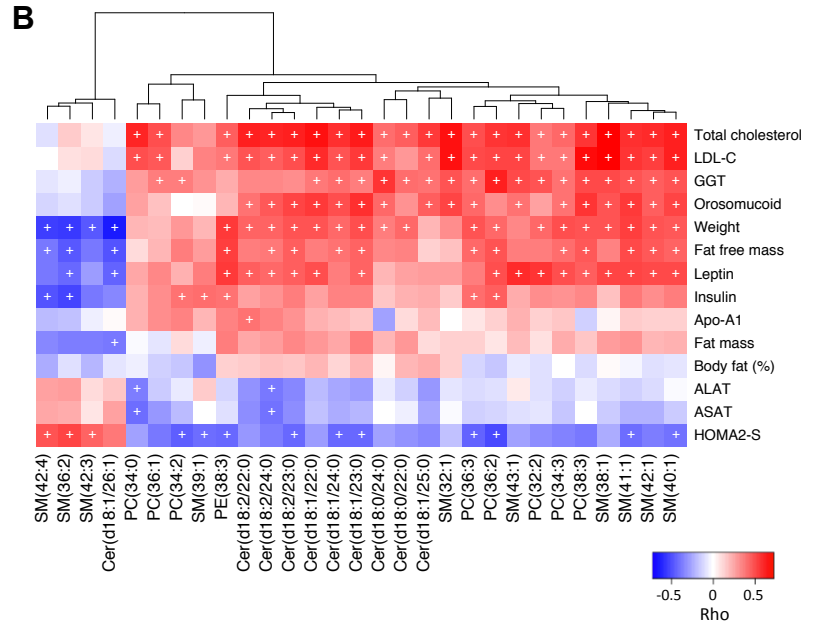 B
Total cholesterol
LDL-C
GGT
Orosomucoid
Weight
Fat free mass
Leptin
Insulin
Apo-A1
Fat mass
Body fat (%)
ALAT
ASAT
HOMA2-S
SM(42:4)
SM(36:2)
SM(42:3)
Cer(d18:1/26:1)
PC(34:0)
PC(36:1)
PC(34:2)
SM(39:1)
PE(38:3)
Cer(d18:2/22:0)
Cer(d18:2/24:0)
Cer(d18:2/23:0)
Cer(d18:1/22:0)
Cer(d18:1/24:0)
Cer(d18:1/23:0)
Cer(d18:0/24:0)
Cer(d18:0/22:0)
Cer(d18:1/25:0)
SM(32:1)
PC(36:3)
PC(36:2)
SM(43:1)
PC(32:2)
PC(34:3)
PC(38:3)
SM(38:1)
SM(41:1)
SM(42:1)
SM(40:1)
-0.5 0 0.5
Rho